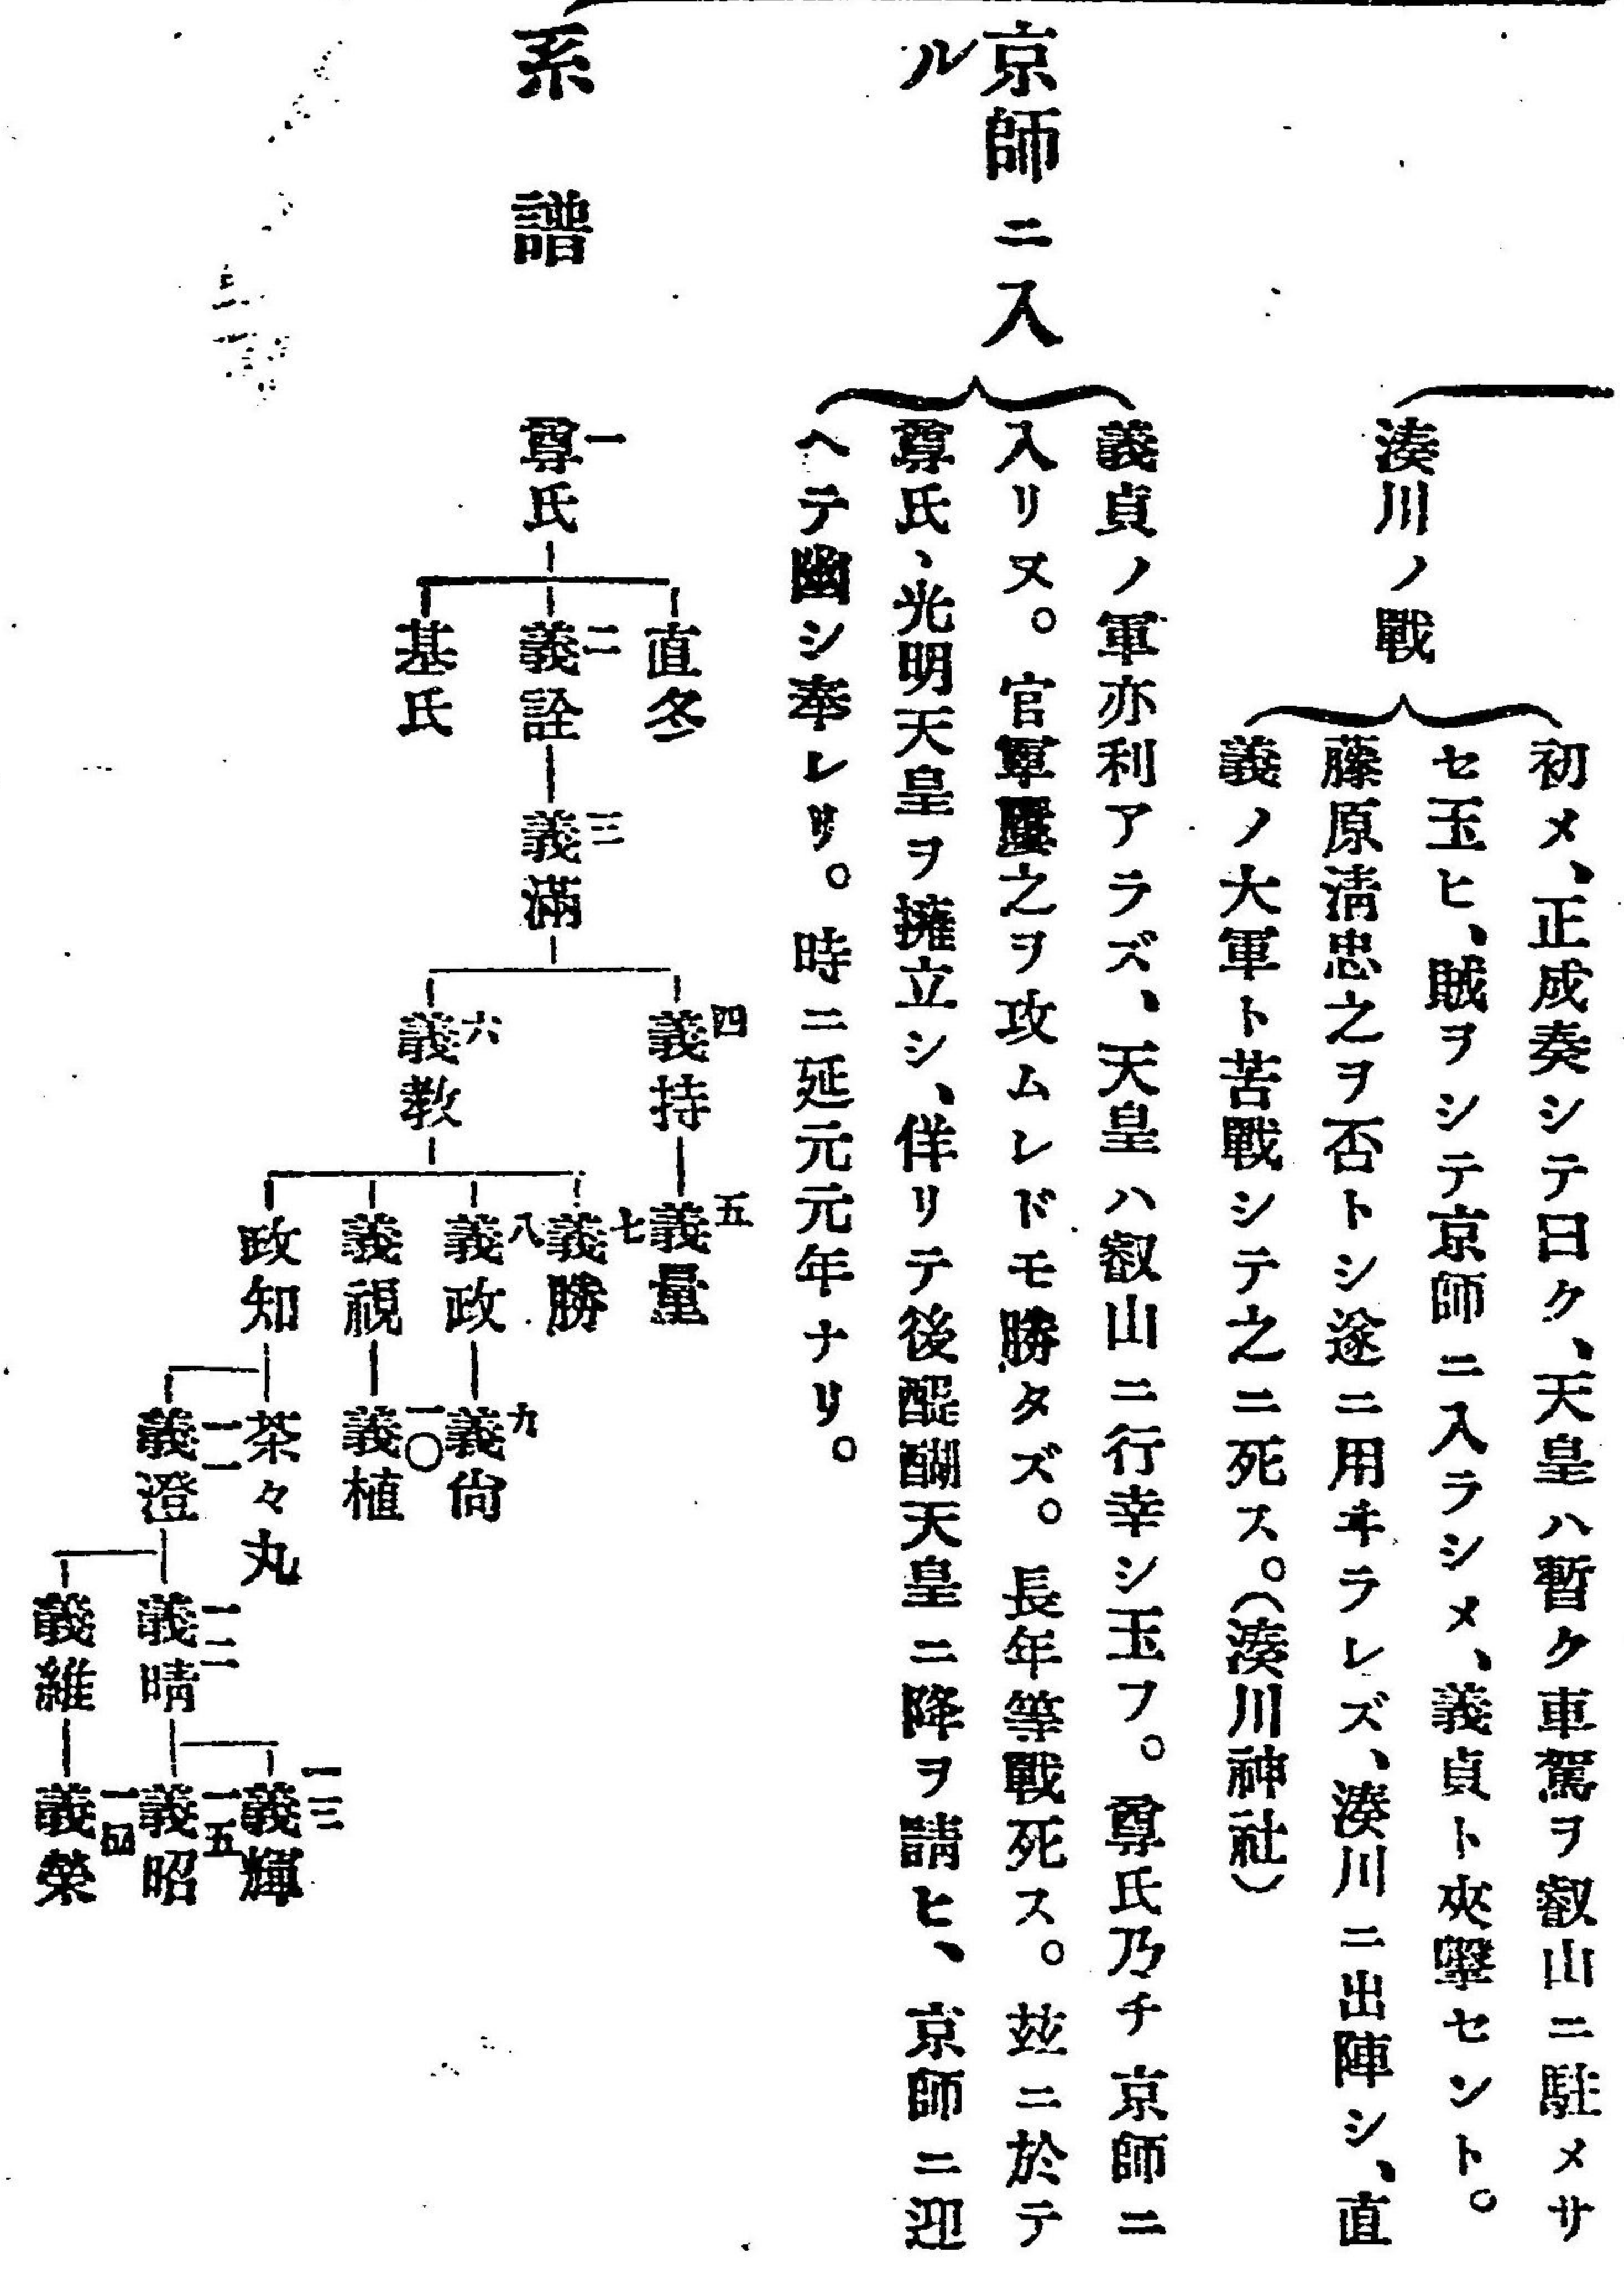 湊川ノ戰
初メ、正成奏シテ曰ク、天皇ハ暫ク車駕ヲ叡山ニ駐メサ
セ玉ヒ、賊ヲシテ京師ニ入ラシメ、義貞ト夾擊セント。
藤原淸忠之ヲ否トシ遂ニ用ヰラレズ、湊川ニ出陣シ、直
義ノ大軍ト苦戰シテ之ニ死ス。(湊川神社)
京師ニ入
ル
義貞ノ軍亦利アラズ、天皇ハ叡山ニ行幸シ玉フ。尊氏乃チ京師ニ
入リヌ。官軍屢之ヲ攻ムレドモ勝タズ。長年等戰死ス。玆ニ於テ
尊氏、光明天皇ヲ擁立シ、佯リテ後醍醐天皇ニ降ヲ請ヒ、京師ニ迎
ヘテ幽シ奉レリ。時ニ延元元年ナリ。
系譜
一尊氏
直冬
二義詮
基氏
三義滿
四義持
六義敎
五義量
七義勝
八義政
義視
政知
九義尙
一〇義植
茶々丸
一一義澄
一二義晴
義維
一三義輝
一五義昭
一四義榮